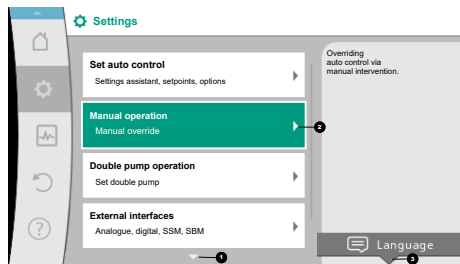 Settings
Set auto control
Settings assistant, setpoints, options
Manual operation
Manual override
Double pump operation
Set double pump
External interfaces
Analogue, digital, SSM, SBM
Overriding
auto control via
manual intervention.
Language
1
2
3
?